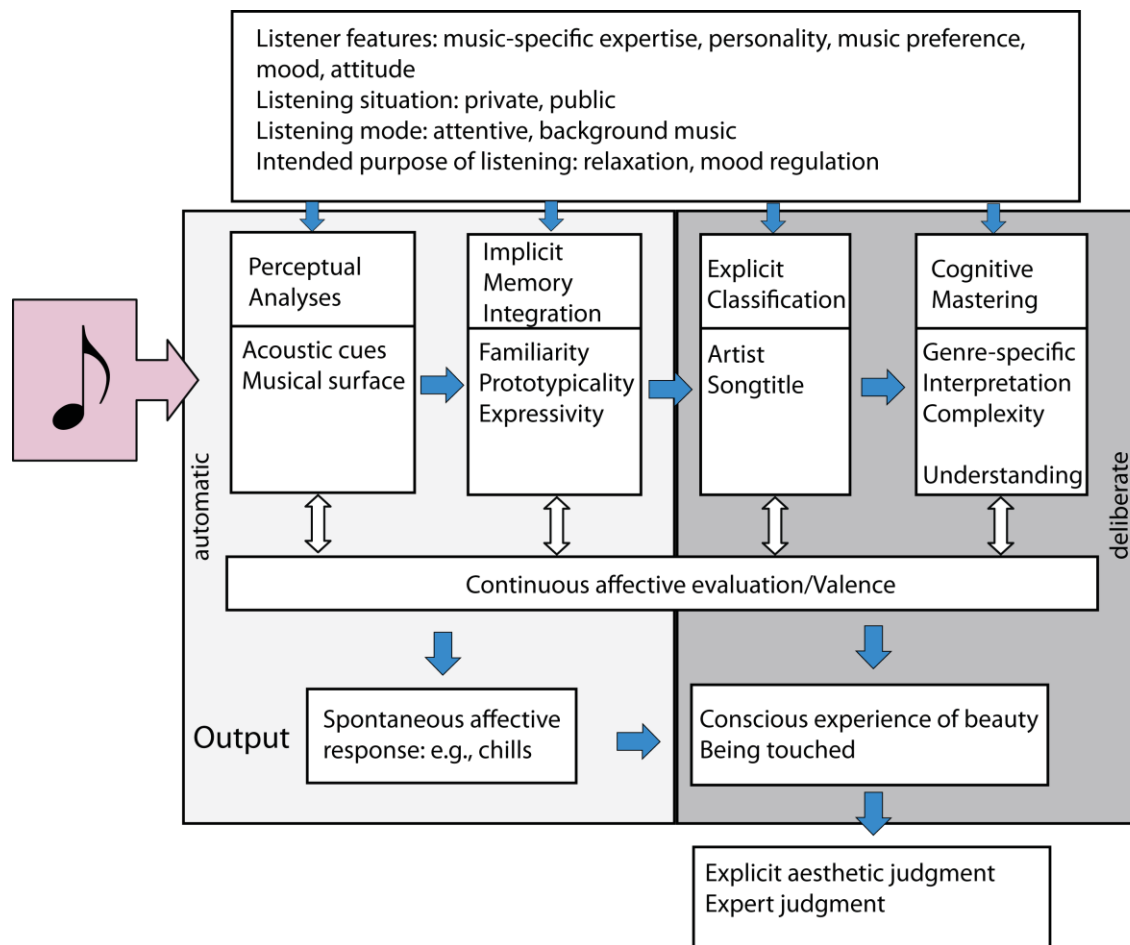 Listener features: music-specific expertise, personality, music preference,
mood, attitude
Listening situation: private, public
Listening mode: attentive, background music
Intended purpose of listening: relaxation, mood regulation
Perceptual
Analyses
Acoustic cues
Musical surface
Implicit
Memory
Integration
Familiarity
Prototypicality
Expressivity
Explicit
Classification
Artist
Songtitle
Cognitive
Mastering
Genre-specific
Interpretation
Complexity
Understanding
automatic
deliberate
Continuous affective evaluation/Valence
Output
Spontaneous affective
response: e.g., chills
Conscious experience of beauty
Being touched
Explicit aesthetic judgment
Expert judgment